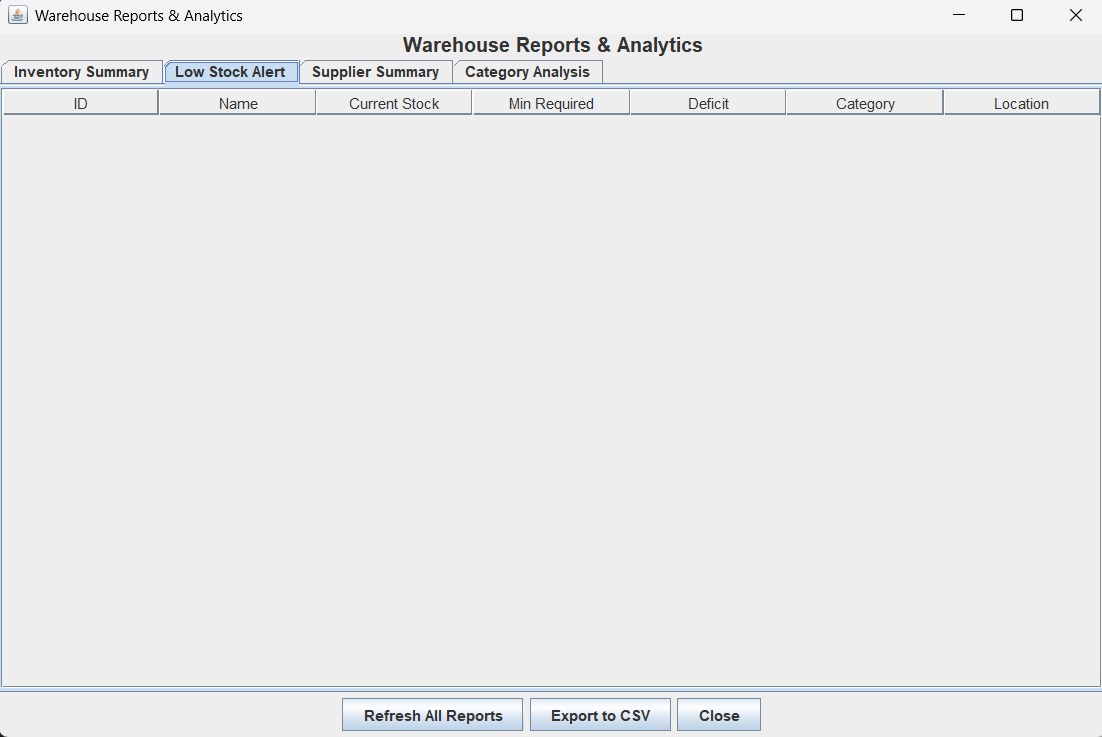 Warehouse Reports & Analytics
Warehouse Reports & Analytics
Inventory Summary Low Stock Alert Supplier Summary Category Analysis
ID Name Current Stock Min Required Deficit Category Location
Refresh All Reports Export to CSV Close